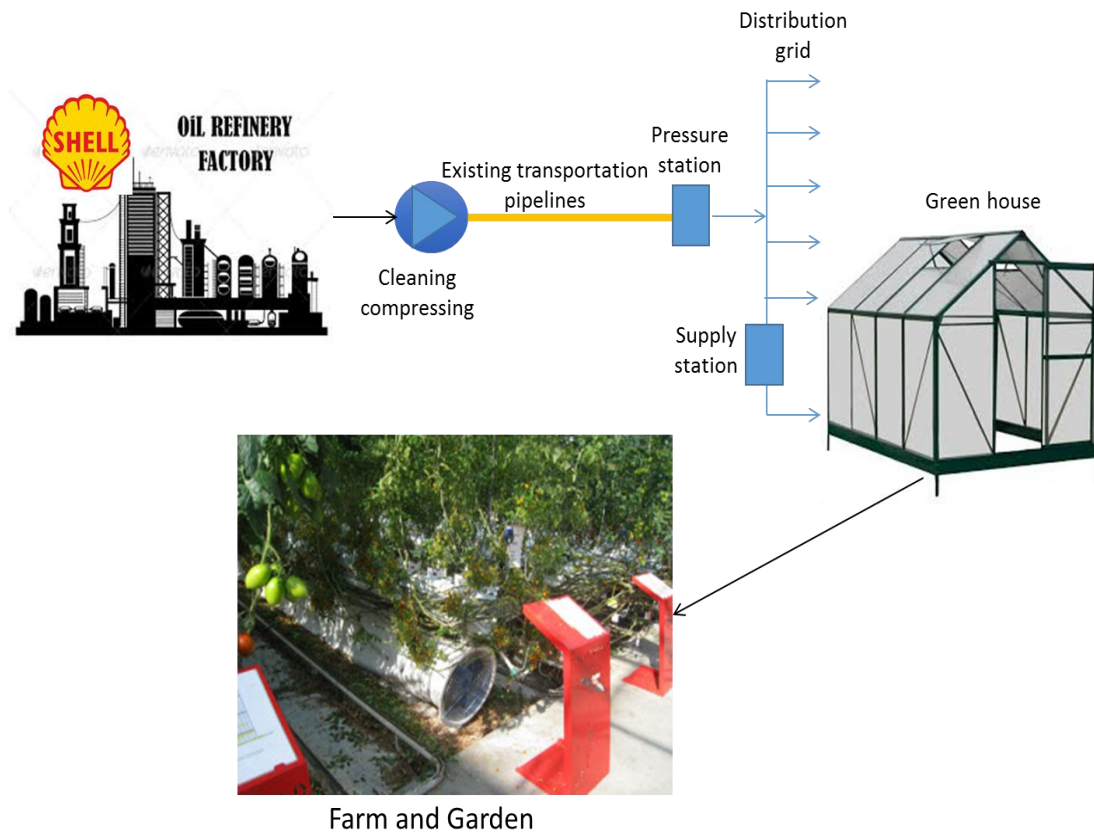 Distribution
grid
SHELL
OiL REFINERY
FACTORY
Pressure
station
Existing transportation
pipelines
Green house
Cleaning
compressing
Supply
station
Farm and Garden